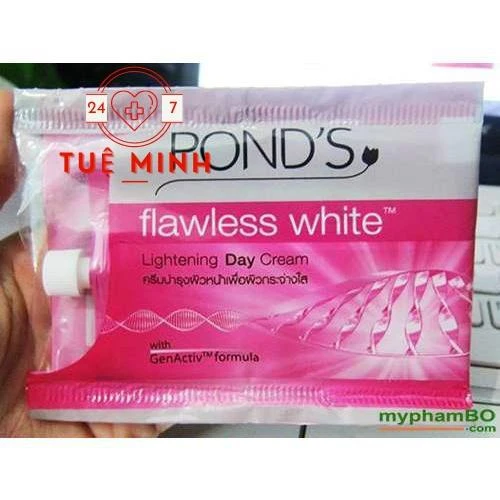 24 7
TUỆ MINH
POND'S
flawless white™
Lightening Day Cream
ครีมบำรุงผิวหน้าเพื่อผิวกระจ่างใส
with
GenActiv™ formula
myphamBO
.com